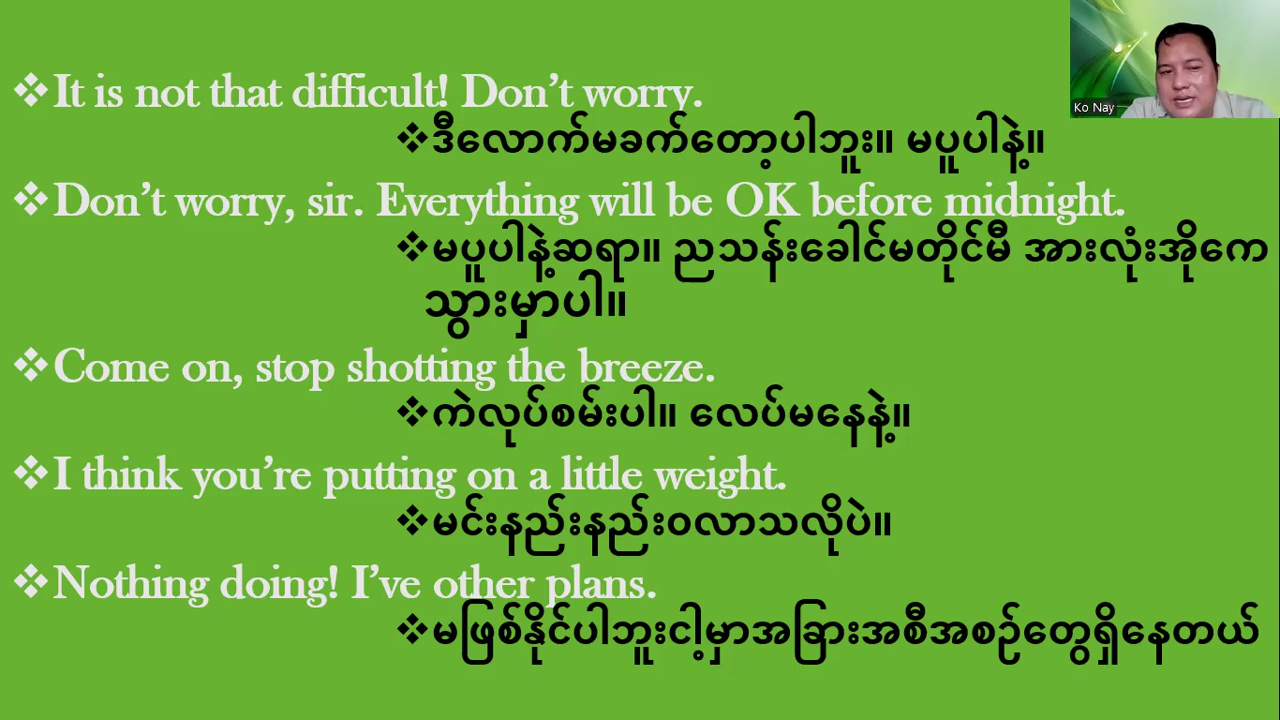 Ko Nay
❖It is not that difficult! Don’t worry.
❖ဒီလောက်မခက်တော့ပါဘူး။ မပူပါနဲ့။
❖Don’t worry, sir. Everything will be OK before midnight.
❖မပူပါနဲ့ဆရာ။ ညသန်းခေါင်မတိုင်မီ အားလုံးအိုကေ
သွားမှာပါ။
❖Come on, stop shotting the breeze.
❖ကဲလုပ်စမ်းပါ။ လေပ်မနေနဲ့။
❖I think you’re putting on a little weight.
❖မင်းနည်းနည်းဝလာသလိုပဲ။
❖Nothing doing! I’ve other plans.
❖မဖြစ်နိုင်ပါဘူးငါ့မှာအခြားအစီအစဉ်တွေရှိနေတယ်